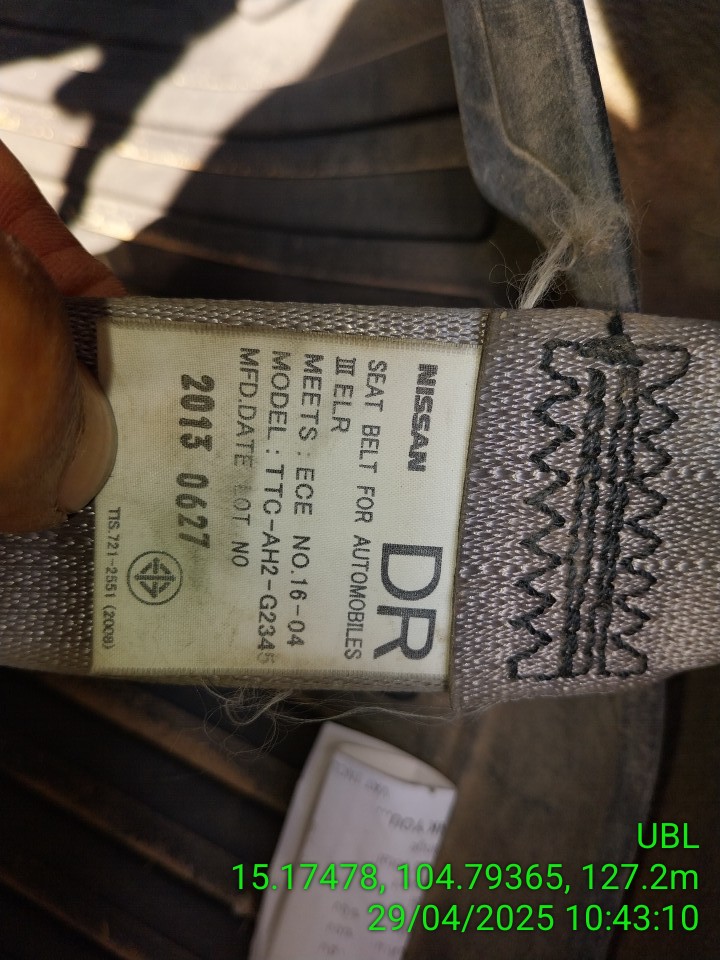 NISSAN
DR
SEAT BELT FOR AUTOMOBILES
III ELR
MEETS : ECE NO.16-04
MODEL : TTC-AH2-G2345
MFD.DATE LOT NO
2013 0627
TIS.721-2551 (2008)
UBL
15.17478, 104.79365, 127.2m
29/04/2025 10:43:10